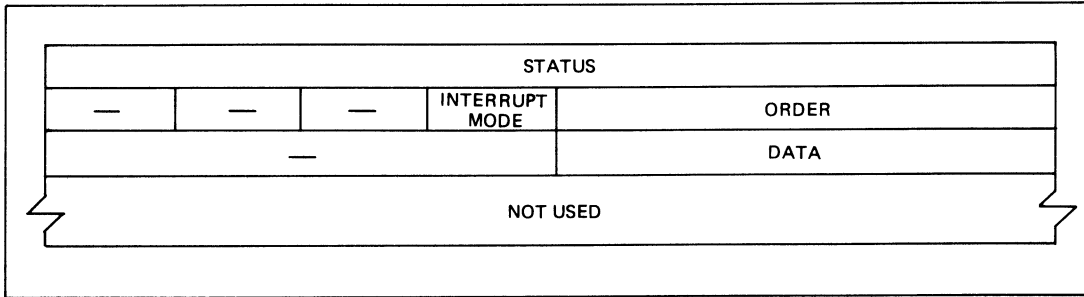 STATUS
— — — INTERRUPT MODE ORDER
— DATA
NOT USED